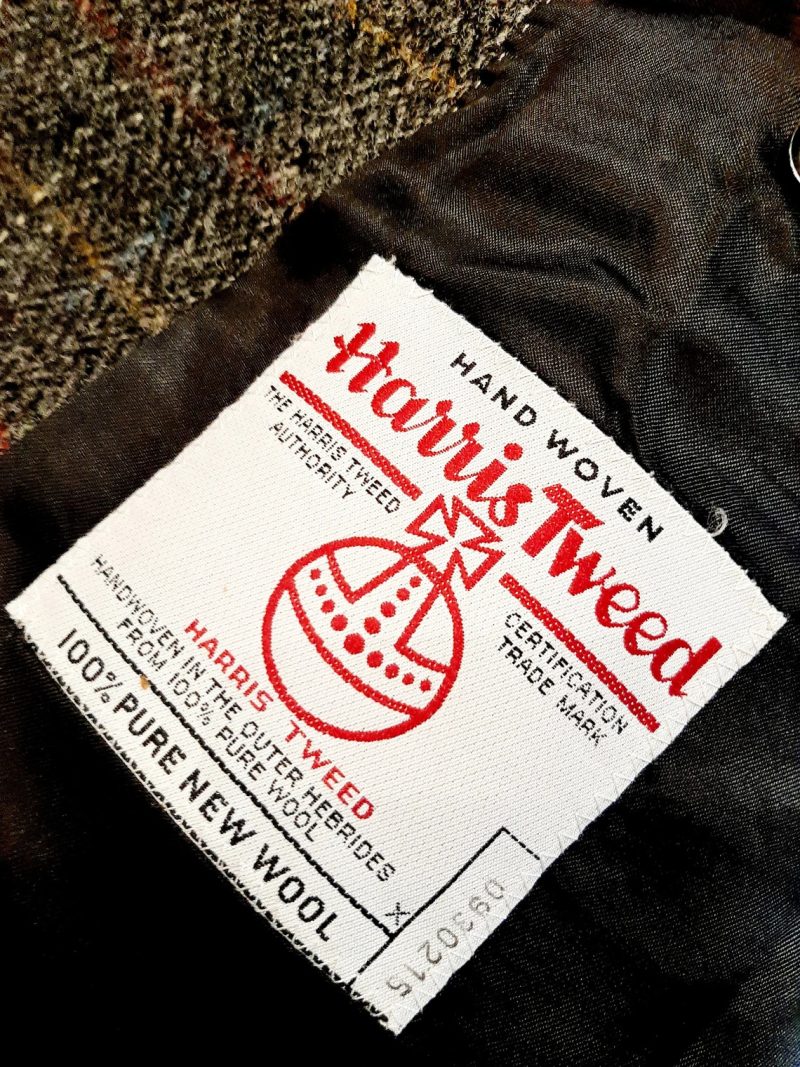 HAND WOVEN
Harris Tweed
THE HARRIS TWEED
AUTHORITY
CERTIFICATION
TRADE MARK
HARRIS TWEED
HANDWOVEN IN THE OUTER HEBRIDES
FROM 100% PURE WOOL
100% PURE NEW WOOL
X
0930215